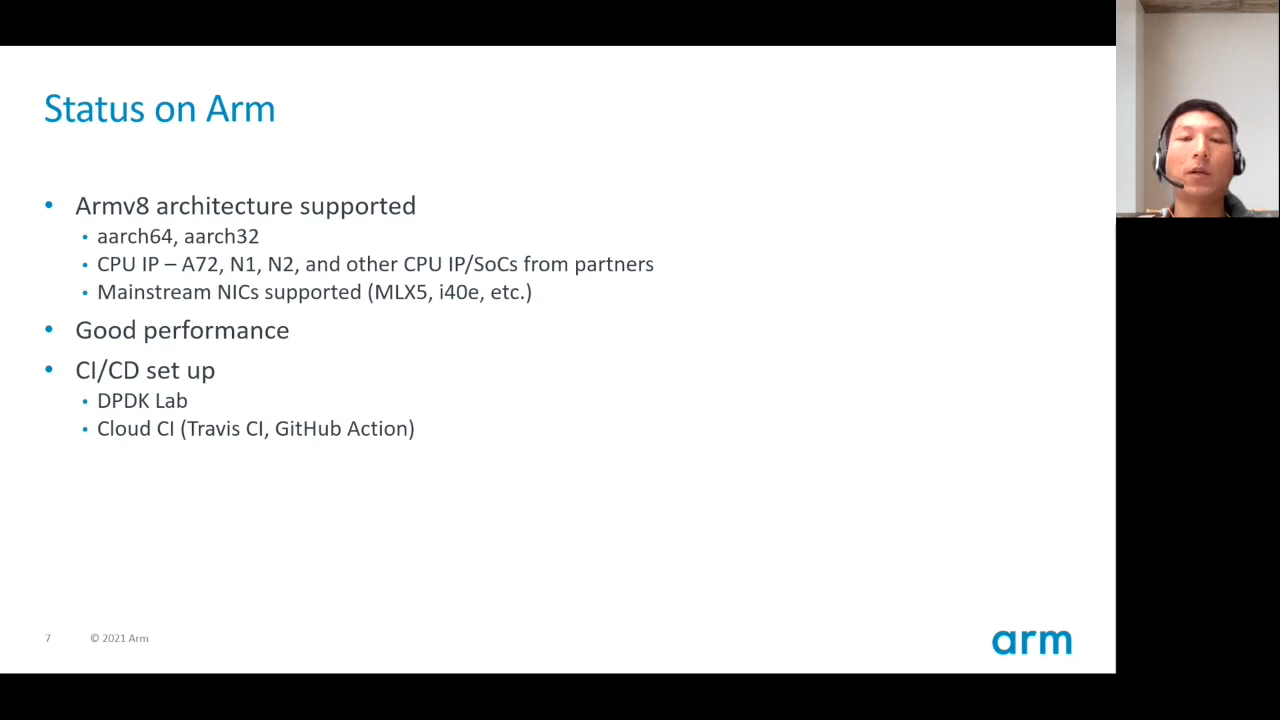 Status on Arm
• Armv8 architecture supported
• aarch64, aarch32
• CPU IP – A72, N1, N2, and other CPU IP/SoCs from partners
• Mainstream NICs supported (MLX5, i40e, etc.)
• Good performance
• CI/CD set up
• DPDK Lab
• Cloud CI (Travis CI, GitHub Action)
7 © 2021 Arm
arm